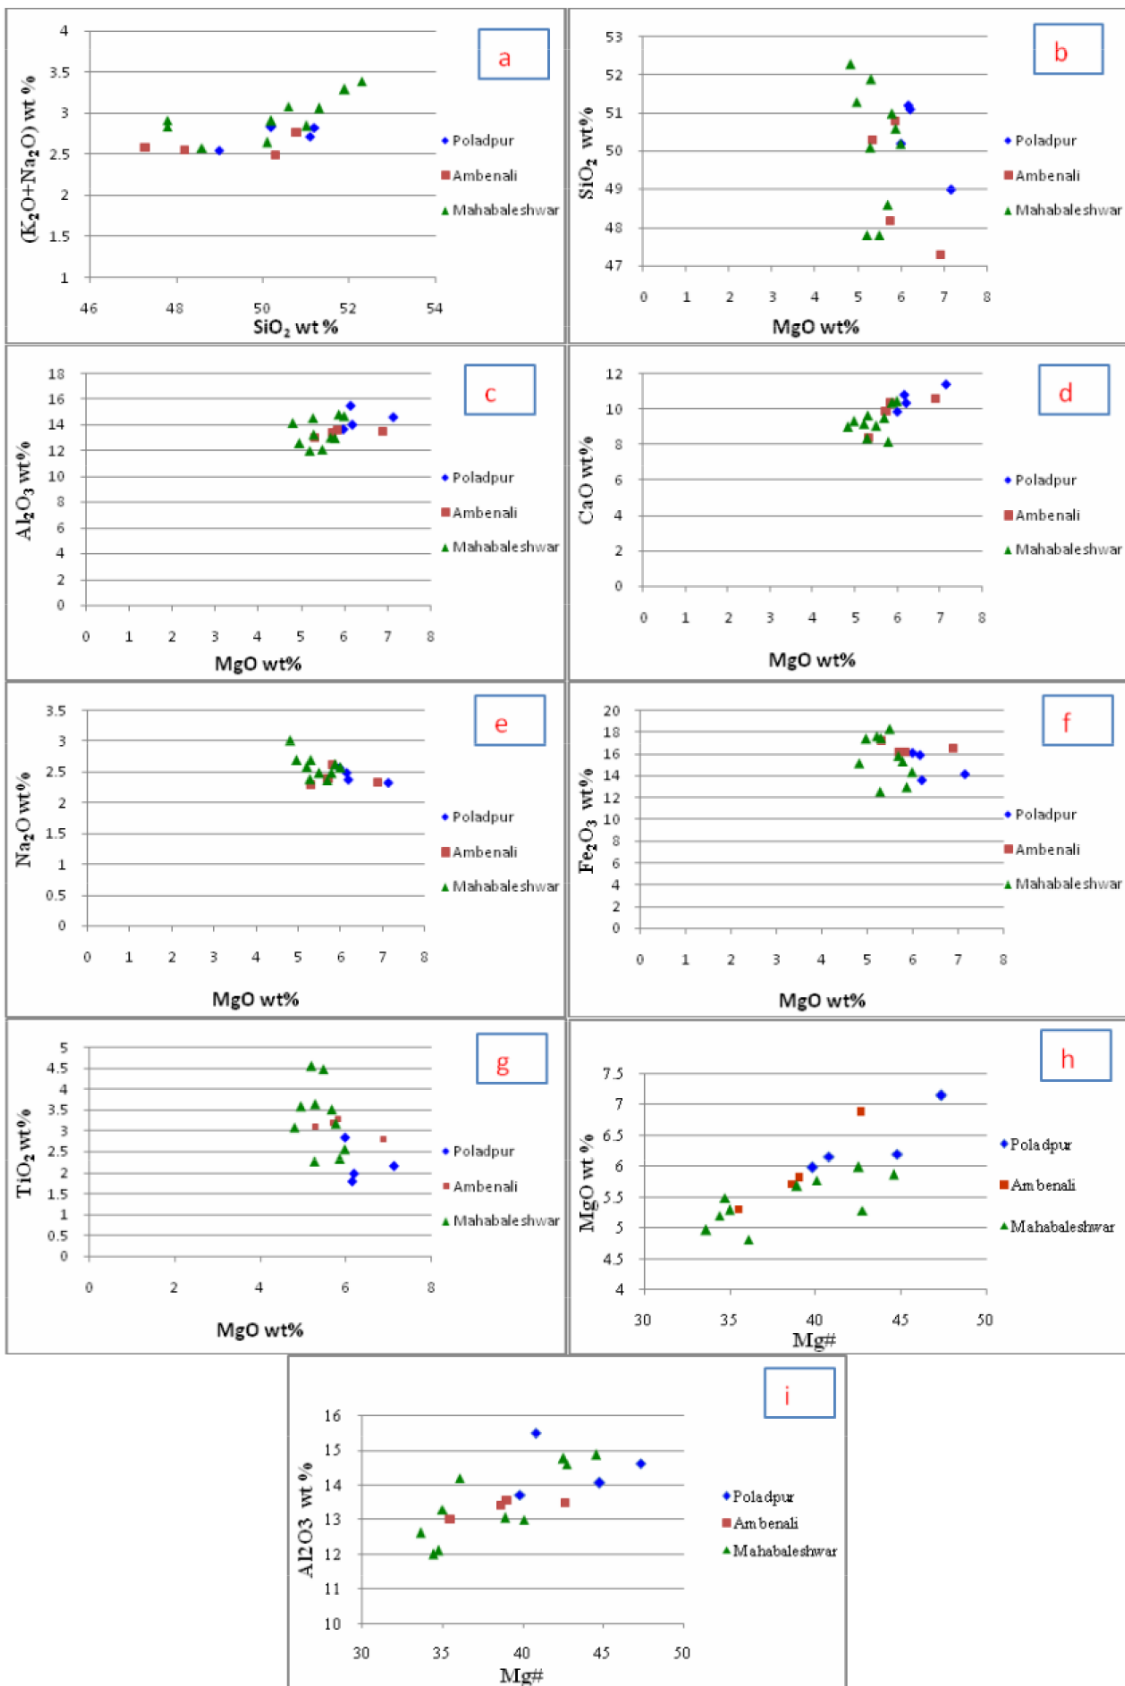 a
(K₂O+Na₂O) wt %
4
3.5
3
2.5
2
1.5
1
46 48 50 52 54
SiO₂ wt %
Poladpur
Ambenali
Mahabaleshwar
b
SiO₂ wt%
53
52
51
50
49
48
47
0 1 2 3 4 5 6 7 8
MgO wt%
Poladpur
Ambenali
Mahabaleshwar
c
Al₂O₃ wt%
18
16
14
12
10
8
6
4
2
0
0 1 2 3 4 5 6 7 8
MgO wt%
Poladpur
Ambenali
Mahabaleshwar
d
CaO wt%
12
10
8
6
4
2
0
0 1 2 3 4 5 6 7 8
MgO wt%
Poladpur
Ambenali
Mahabaleshwar
e
Na₂O wt%
3.5
3
2.5
2
1.5
1
0.5
0
0 1 2 3 4 5 6 7 8
MgO wt%
Poladpur
Ambenali
Mahabaleshwar
f
Fe₂O₃ wt%
20
18
16
14
12
10
8
6
4
2
0
0 1 2 3 4 5 6 7 8
MgO wt%
Poladpur
Ambenali
Mahabaleshwar
g
TiO₂ wt%
5
4.5
4
3.5
3
2.5
2
1.5
1
0.5
0
0 2 4 6 8
MgO wt%
Poladpur
Ambenali
Mahabaleshwar
h
MgO wt %
7.5
7
6.5
6
5.5
5
4.5
4
30 35 40 45 50
Mg#
Poladpur
Ambenali
Mahabaleshwar
i
Al2O3 wt %
16
15
14
13
12
11
10
30 35 40 45 50
Mg#
Poladpur
Ambenali
Mahabaleshwar